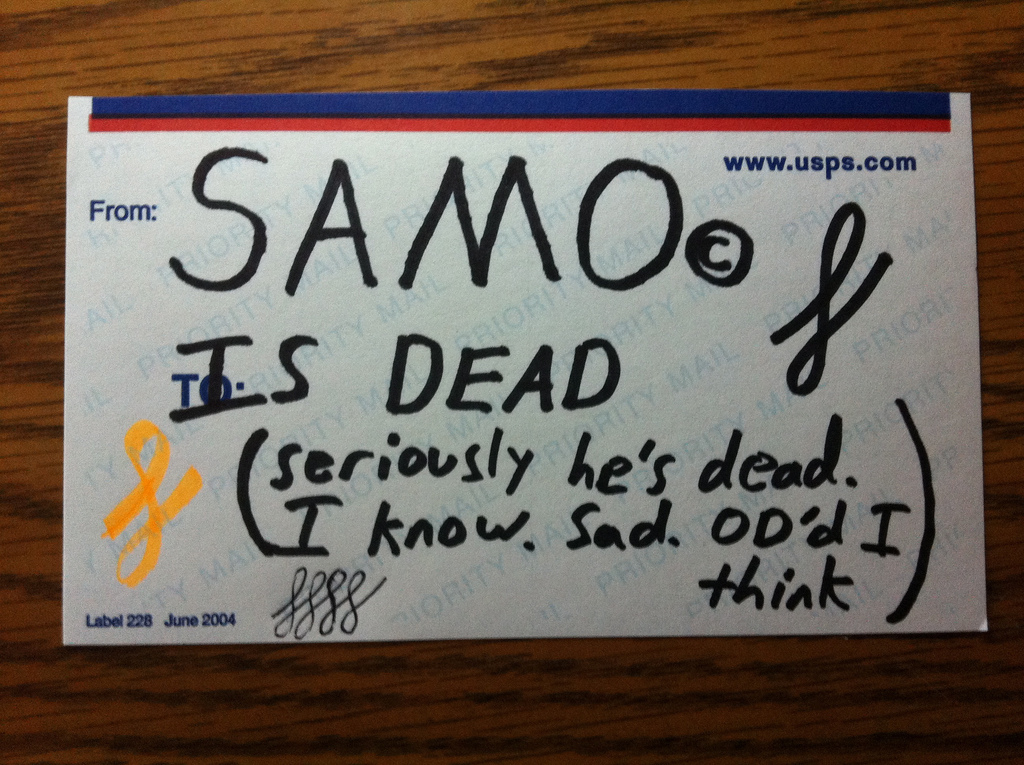 www.usps.com
From:
SAMO©
TO:
IS DEAD
(seriously he's dead.
I know. Sad. OD'd I
think)
Label 228 June 2004